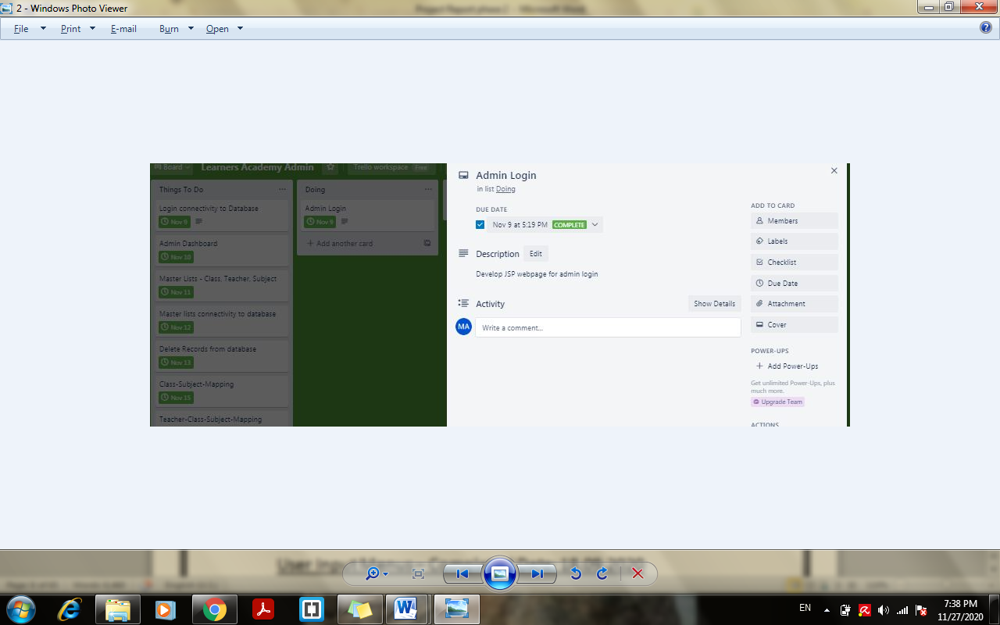 2 - Windows Photo Viewer
Project Report phase 2 - Microsoft Word
File Print E-mail Burn Open
Board Learners Academy Admin Trello workspace Free
Things To Do
Login connectivity to Database
Nov 9
Admin Dashboard
Nov 10
Master Lists - Class, Teacher, Subject
Nov 11
Master lists connectivity to database
Nov 12
Delete Records from database
Nov 13
Class-Subject-Mapping
Nov 15
Teacher-Class-Subject-Mapping
Doing
Admin Login
Nov 9
+ Add another card
Admin Login
in list Doing
DUE DATE
Nov 9 at 5:19 PM COMPLETE
Description Edit
Develop JSP webpage for admin login
Activity Show Details
MA Write a comment...
ADD TO CARD
Members
Labels
Checklist
Due Date
Attachment
Cover
POWER-UPS
+ Add Power-Ups
Get unlimited Power-Ups, plus
much more.
Upgrade Team
ACTIONS
EN
7:38 PM
11/27/2020